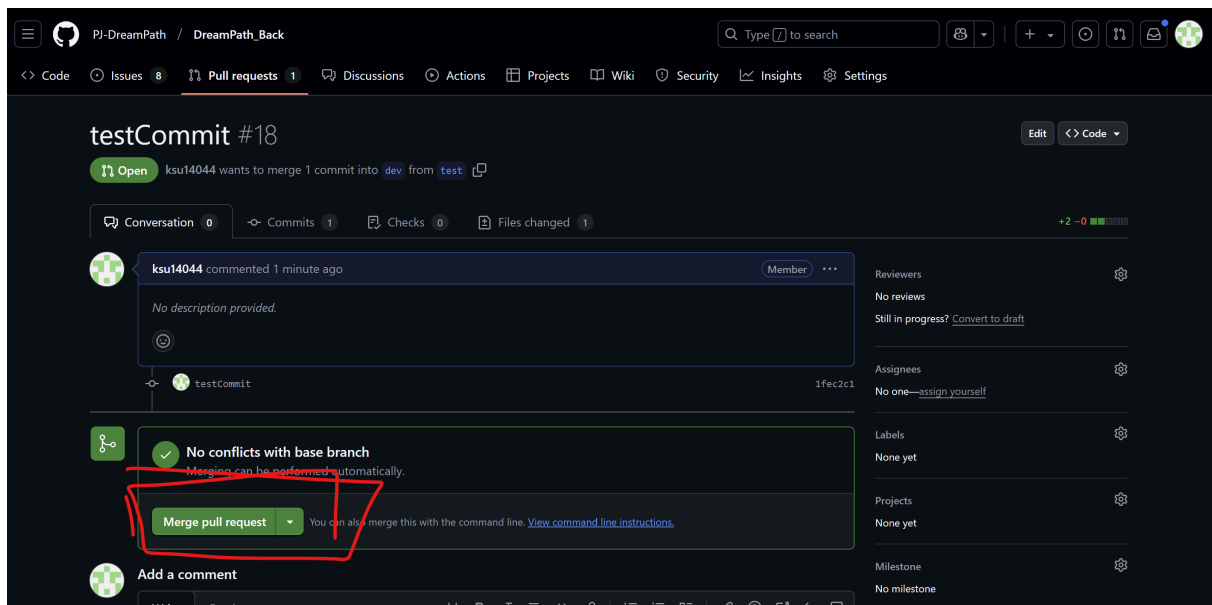 PJ-DreamPath / DreamPath_Back
Type / to search
Code
Issues 8
Pull requests 1
Discussions
Actions
Projects
Wiki
Security
Insights
Settings
testCommit #18
Edit
Code
Open
ksu14044 wants to merge 1 commit into dev from test
Conversation 0
Commits 1
Checks 0
Files changed 1
+2 −0
ksu14044 commented 1 minute ago
Member
No description provided.
testCommit
1fec2c1
No conflicts with base branch
Merging can be performed automatically.
Merge pull request
You can also merge this with the command line. View command line instructions.
Add a comment
Reviewers
No reviews
Still in progress? Convert to draft
Assignees
No one—assign yourself
Labels
None yet
Projects
None yet
Milestone
No milestone